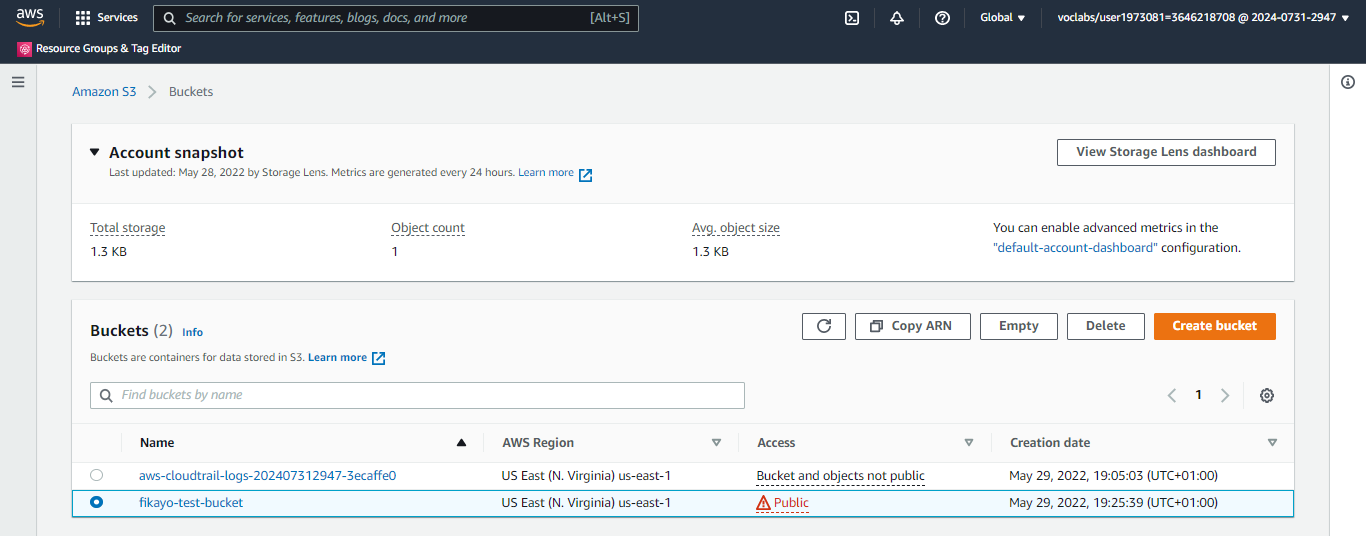 aws
Services
Search for services, features, blogs, docs, and more
[Alt+S]
Global
voclabs/user1973081=3646218708 @ 2024-0731-2947
Resource Groups & Tag Editor
Amazon S3
Buckets
Account snapshot
View Storage Lens dashboard
Last updated: May 28, 2022 by Storage Lens. Metrics are generated every 24 hours. Learn more
Total storage
Object count
Avg. object size
You can enable advanced metrics in the
1.3 KB
1
1.3 KB
"default-account-dashboard" configuration.
Buckets (2) Info
Copy ARN
Empty
Delete
Create bucket
Buckets are containers for data stored in S3. Learn more
Find buckets by name
1
Name
AWS Region
Access
Creation date
aws-cloudtrail-logs-202407312947-3ecaffe0
US East (N. Virginia) us-east-1
Bucket and objects not public
May 29, 2022, 19:05:03 (UTC+01:00)
fikayo-test-bucket
US East (N. Virginia) us-east-1
Public
May 29, 2022, 19:25:39 (UTC+01:00)